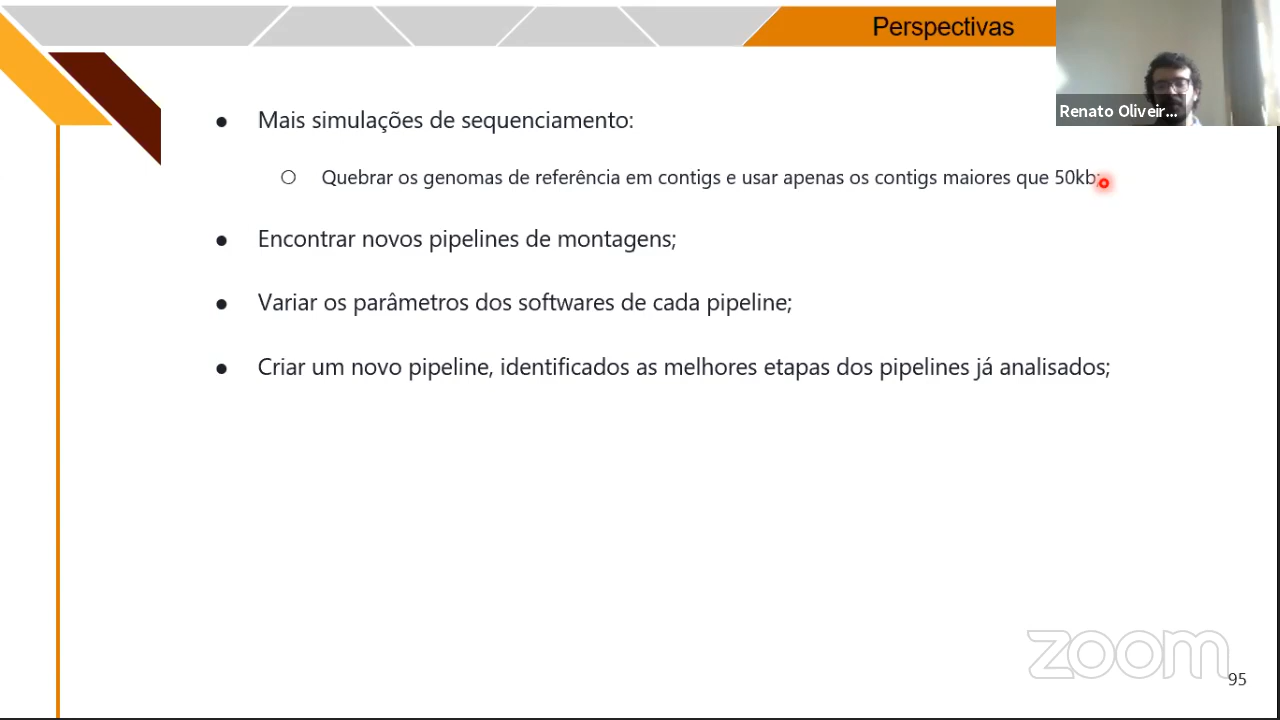 Perspectivas
Renato Oliveir...
● Mais simulações de sequenciamento:
○ Quebrar os genomas de referência em contigs e usar apenas os contigs maiores que 50kb;
● Encontrar novos pipelines de montagens;
● Variar os parâmetros dos softwares de cada pipeline;
● Criar um novo pipeline, identificados as melhores etapas dos pipelines já analisados;
zoom
95